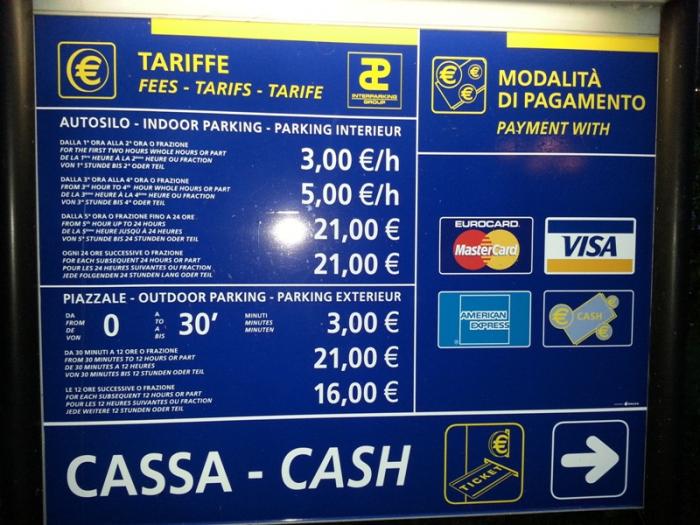 TARIFFE
FEES - TARIFS - TARIFE
INTERPARKING
GROUP
MODALITÀ
DI PAGAMENTO
PAYMENT WITH
AUTOSILO - INDOOR PARKING - PARKING INTERIEUR
DALLA 1ª ORA ALLA 2ª ORA O FRAZIONE
FOR THE FIRST TWO HOURS WHOLE HOURS OR PART
DE LA 1ème HEURE À LA 2ème HEURE OU FRACTION
VON 1° STUNDE BIS 2° ODER TEIL
3,00 €/h
DALLA 3ª ORA ALLA 4ª ORA O FRAZIONE
FROM 3rd HOUR TO 4th HOUR WHOLE HOURS OR PART
DE LA 3ème HEURE À LA 4ème HEURE OU FRACTION
VON 3° STUNDE BIS 4° ODER TEIL
5,00 €/h
DALLA 5ª ORA O FRAZIONE FINO A 24 ORE
FROM 5th HOUR UP TO 24 HOURS
DE LA 5ème HEURE JUSQU'À 24 HEURES
VON 5° STUNDE BIS 24 STUNDEN ODER TEIL
21,00 €
OGNI 24 ORE SUCCESSIVE O FRAZIONE
FOR EACH SUBSEQUENT 24 HOURS OR PART
POUR LES 24 HEURES SUIVANTES OU FRACTION
JEDE FOLGENDEN 24 STUNDEN LANG ODER TEIL
21,00 €
PIAZZALE - OUTDOOR PARKING - PARKING EXTERIEUR
DA
FROM
DE
VON
0
A
TO
A
BIS
30'
MINUTI
MINUTES
MINUTEN
3,00 €
DA 30 MINUTI A 12 ORE O FRAZIONE
FROM 30 MINUTES TO 12 HOURS OR PART
DE 30 MINUTES A 12 HEURES
VON 30 MINUTEN BIS 12 STUNDEN ODER TEIL
21,00 €
LE 12 ORE SUCCESSIVE O FRAZIONE
FOR EACH SUBSEQUENT 12 HOURS OR PART
POUR LES 12 HEURES SUIVANTES OU FRACTION
JEDE WEITERE 12 STUNDEN ODER TEIL
16,00 €
EUROCARD
MasterCard
VISA
AMERICAN
EXPRESS
CASH
CASSA - CASH
TICKET